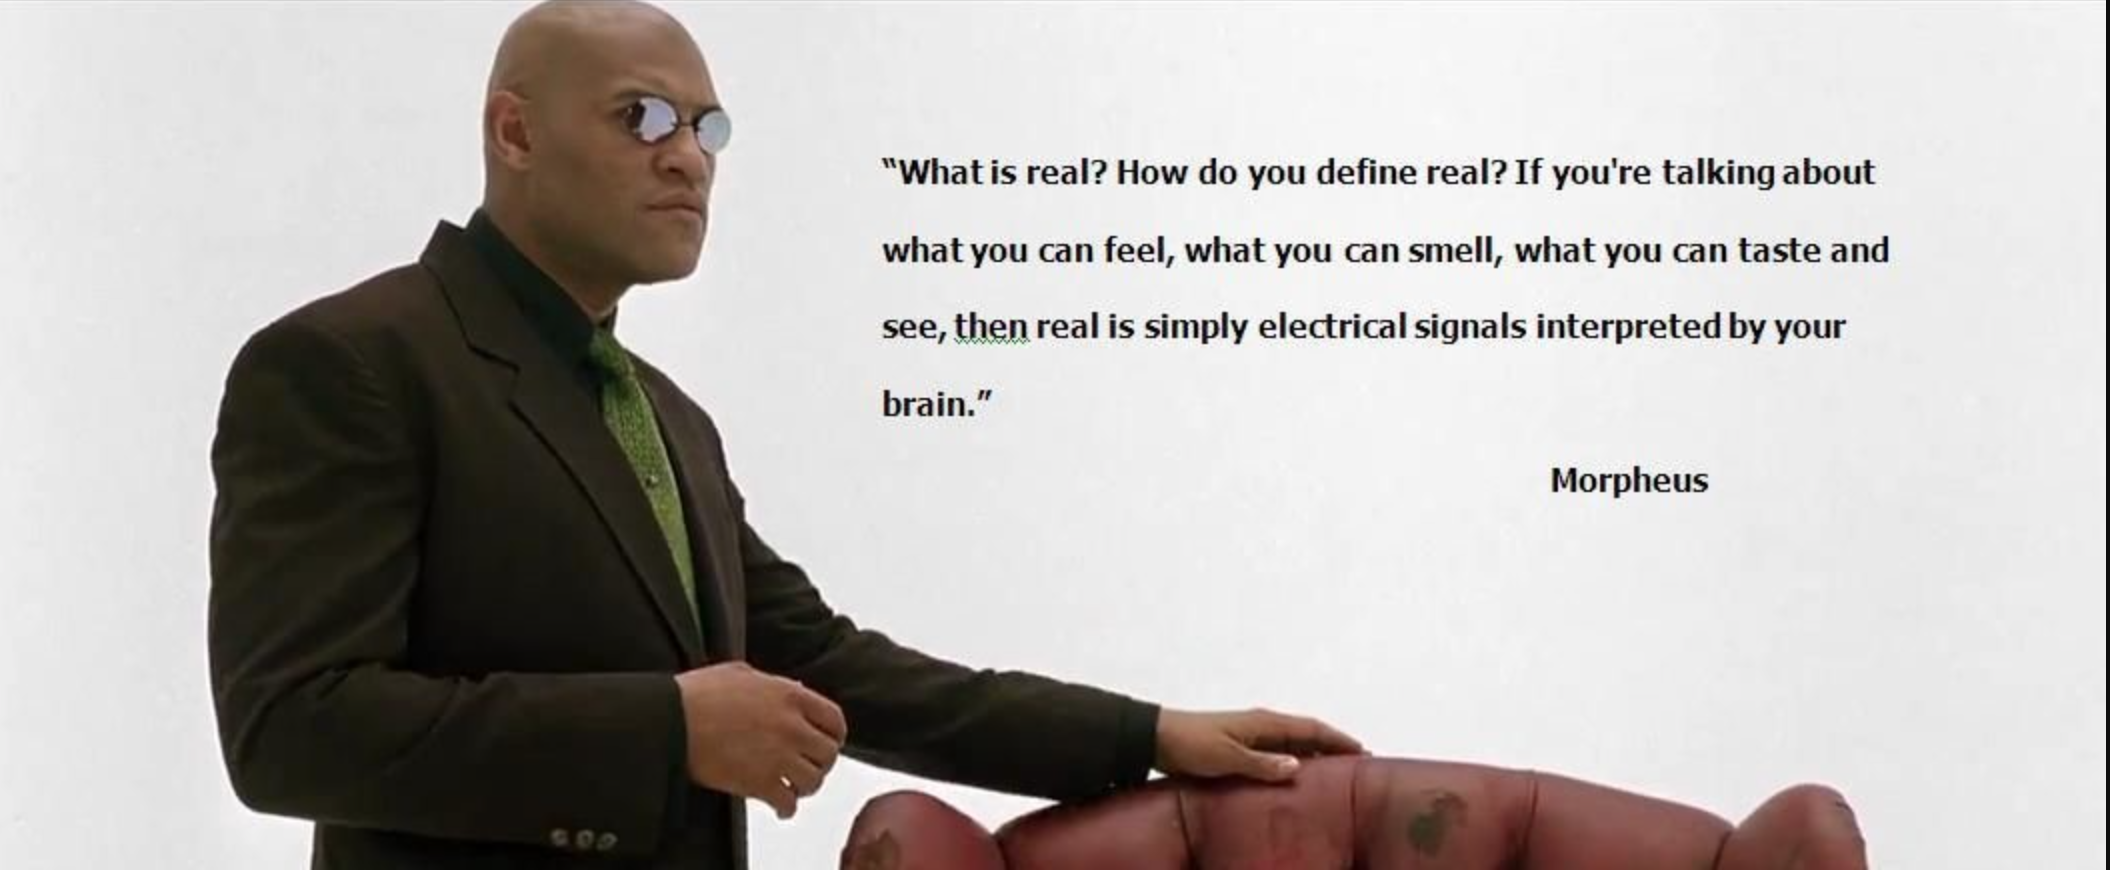 “What is real? How do you define real? If you're talking about
what you can feel, what you can smell, what you can taste and
see, then real is simply electrical signals interpreted by your
brain.”
Morpheus